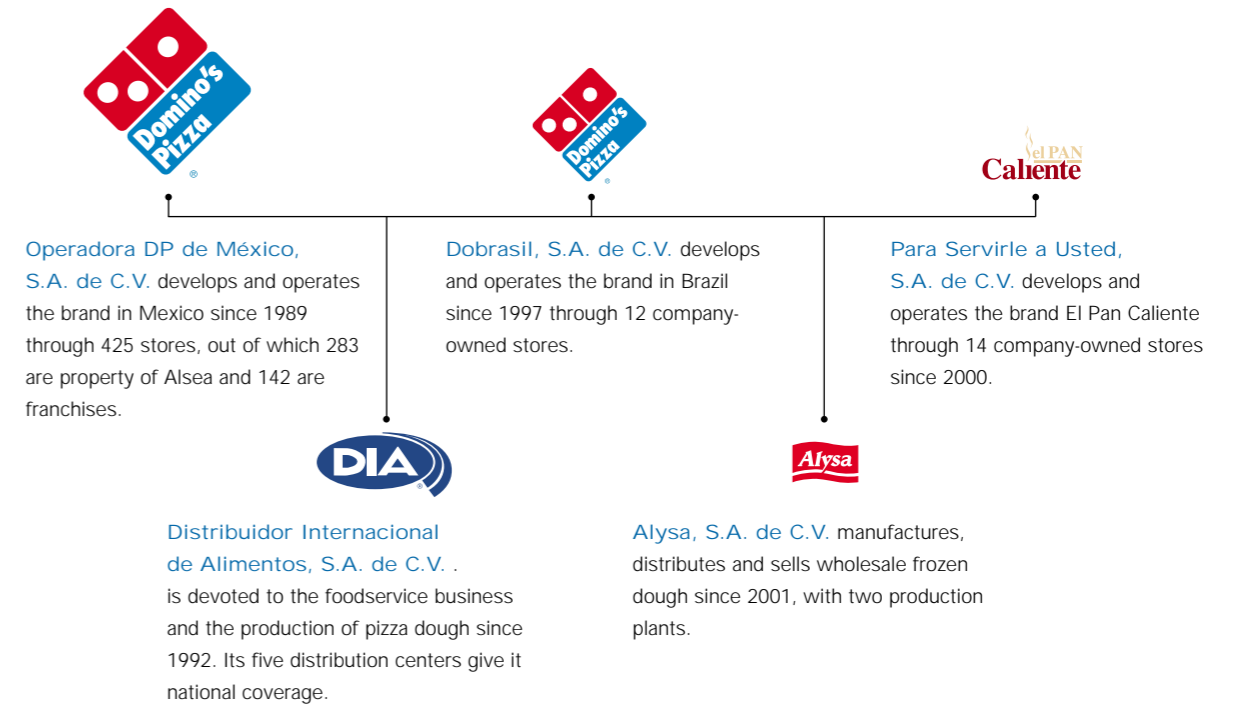 Domino's
Pizza
®
Domino's
Pizza
®
el PAN
Caliente
Operadora DP de México,
S.A. de C.V. develops and operates
the brand in Mexico since 1989
through 425 stores, out of which 283
are property of Alsea and 142 are
franchises.
Dobrasil, S.A. de C.V. develops
and operates the brand in Brazil
since 1997 through 12 company-
owned stores.
Para Servirle a Usted,
S.A. de C.V. develops and
operates the brand El Pan Caliente
through 14 company-owned stores
since 2000.
DIA
®
Alysa
Distribuidor Internacional
de Alimentos, S.A. de C.V. .
is devoted to the foodservice business
and the production of pizza dough since
1992. Its five distribution centers give it
national coverage.
Alysa, S.A. de C.V. manufactures,
distributes and sells wholesale frozen
dough since 2001, with two production
plants.